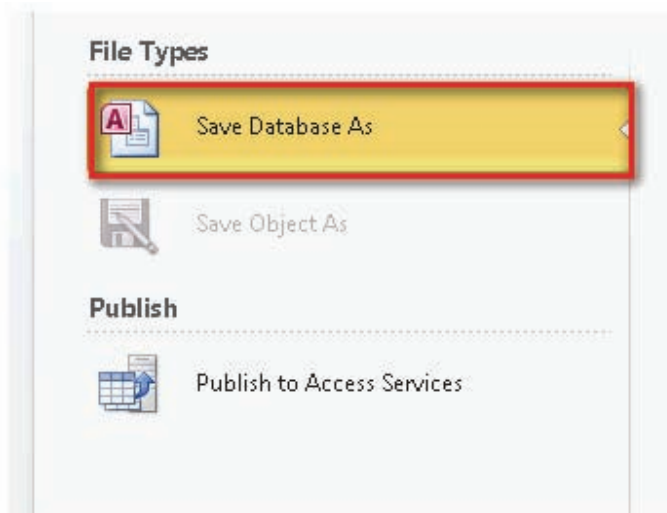 File Types
A
Save Database As
Save Object As
Publish
Publish to Access Services